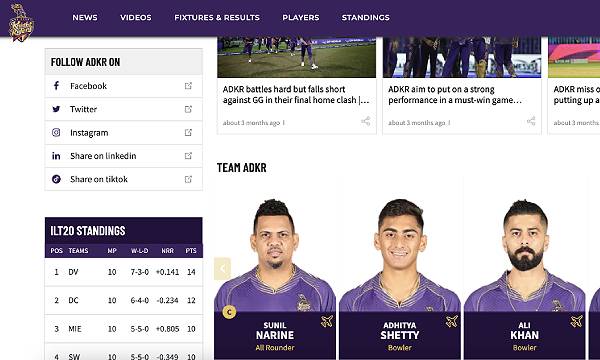 Knight Riders
NEWS
VIDEOS
FIXTURES & RESULTS
PLAYERS
STANDINGS
FOLLOW ADKR ON
Facebook
Twitter
Instagram
Share on linkedin
Share on tiktok
ADKR battles hard but falls short
against GG in their final home clash |...
about 3 months ago |
ADKR aim to put on a strong
performance in a must-win game...
about 3 months ago |
ADKR miss o
putting up a
about 3 months
TEAM ADKR
C
SUNIL
NARINE
All Rounder
ADHITYA
SHETTY
Bowler
ALI
KHAN
Bowler
ILT20 STANDINGS
POS TEAMS MP W-L-D NRR PTS
1 DV 10 7-3-0 +0.141 14
2 DC 10 6-4-0 -0.234 12
3 MIE 10 5-5-0 +0.805 10
4 SW 10 5-5-0 -0.349 10